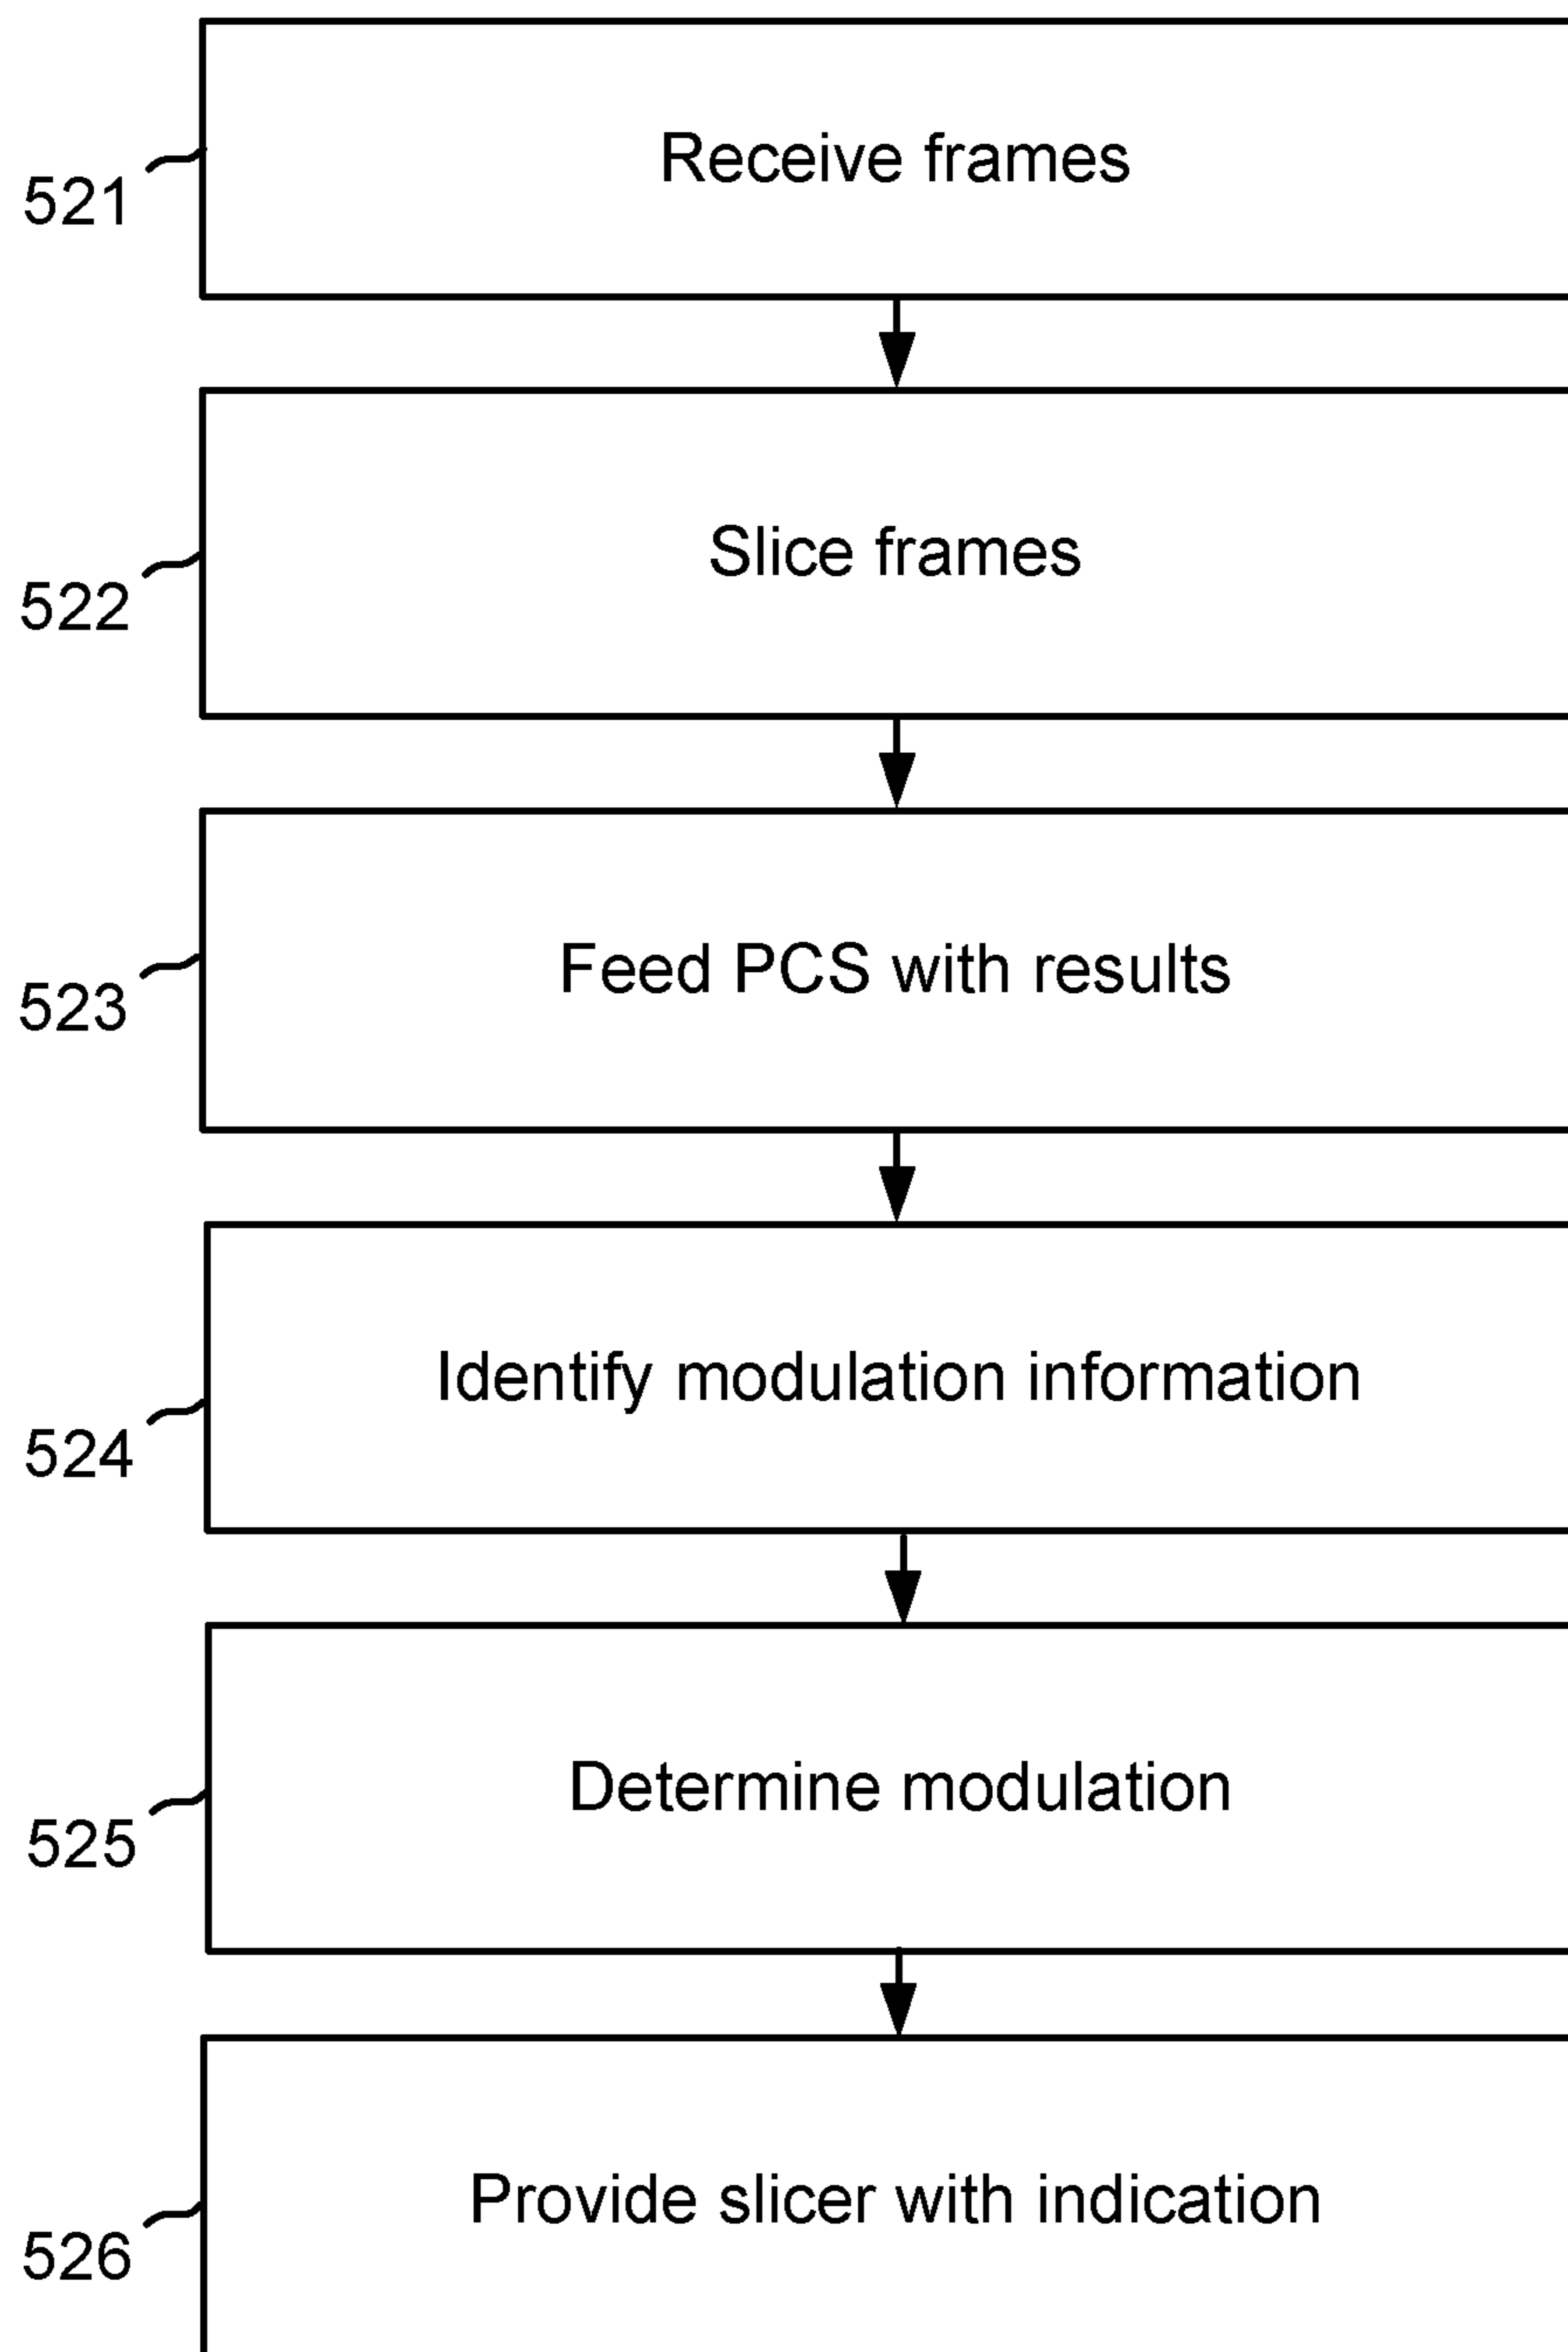 Receive frames
521
Slice frames
522
Feed PCS with results
523
Identify modulation information
524
Determine modulation
525
Provide slicer with indication
526